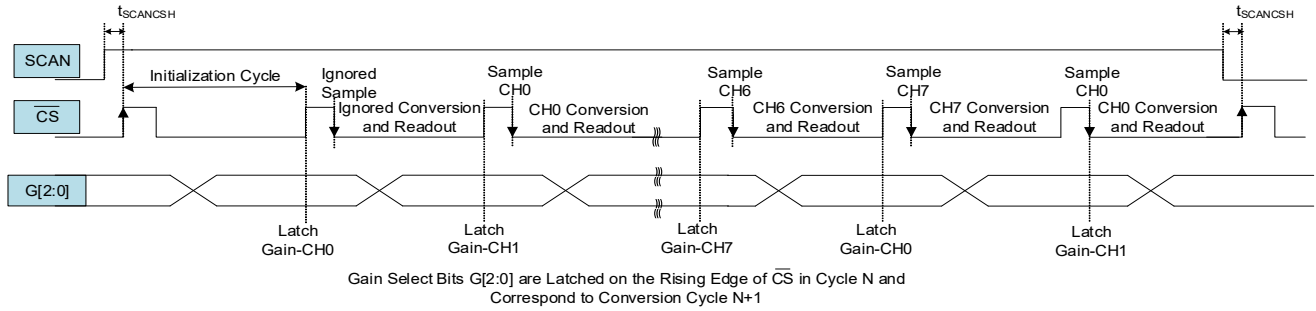 tSCANCSH
tSCANCSH
SCAN
Initialization Cycle
Ignored
Sample
Sample
CH0
Sample
CH6
Sample
CH7
Sample
CH0
CS
Ignored Conversion
and Readout
CH0 Conversion
and Readout
CH6 Conversion
and Readout
CH7 Conversion
and Readout
CH0 Conversion
and Readout
G[2:0]
Latch
Gain-CH0
Latch
Gain-CH1
Latch
Gain-CH7
Latch
Gain-CH0
Latch
Gain-CH1
Gain Select Bits G[2:0] are Latched on the Rising Edge of CS in Cycle N and
Correspond to Conversion Cycle N+1